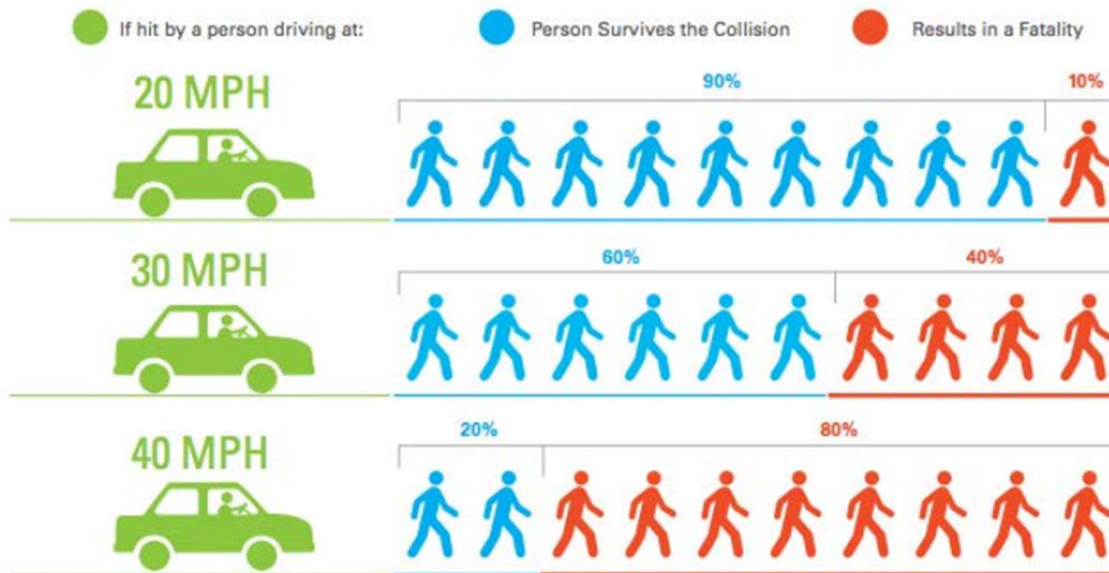 If hit by a person driving at:
Person Survives the Collision
Results in a Fatality
20 MPH
90%
10%
30 MPH
60%
40%
40 MPH
20%
80%